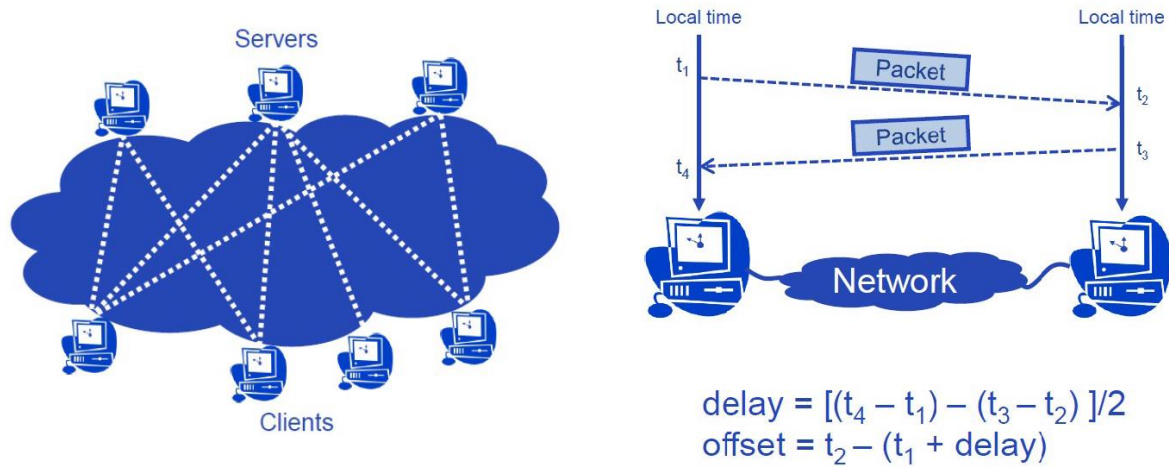 Servers
Clients
Local time
Local time
t₁
Packet
t₂
Packet
t₃
t₄
Network
delay = [(t₄ – t₁) – (t₃ – t₂) ]/2
offset = t₂ – (t₁ + delay)